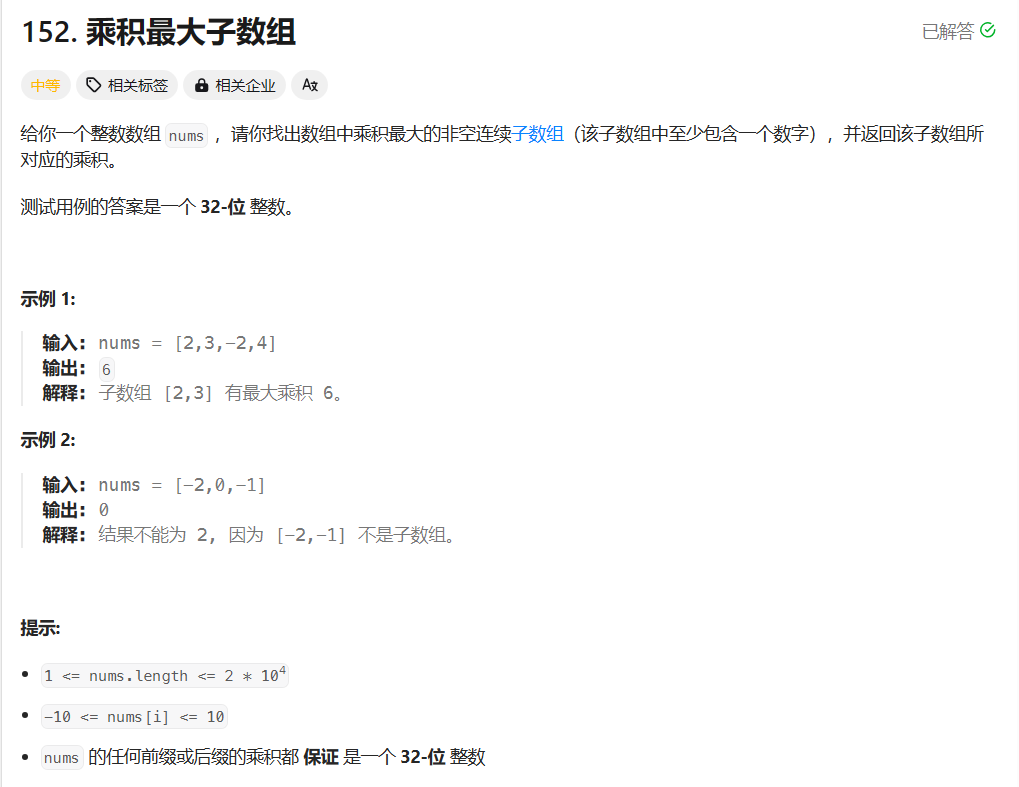 152. 乘积最大子数组
已解答
中等
相关标签
相关企业
给你一个整数数组 nums ，请你找出数组中乘积最大的非空连续子数组（该子数组中至少包含一个数字），并返回该子数组所
对应的乘积。
测试用例的答案是一个 32-位 整数。
示例 1:
输入: nums = [2,3,-2,4]
输出: 6
解释: 子数组 [2,3] 有最大乘积 6。
示例 2:
输入: nums = [-2,0,-1]
输出: 0
解释: 结果不能为 2, 因为 [-2,-1] 不是子数组。
提示:
1 <= nums.length <= 2 * 10⁴
-10 <= nums[i] <= 10
nums 的任何前缀或后缀的乘积都 保证 是一个 32-位 整数